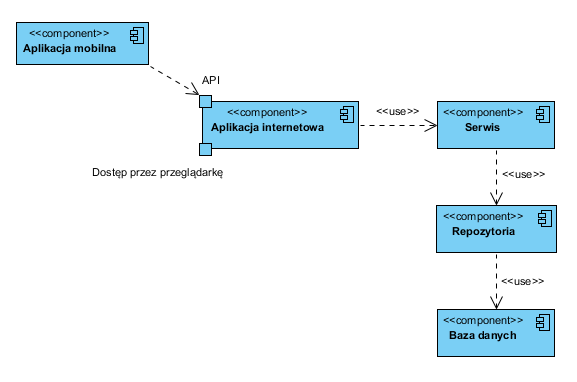 <<component>>
Aplikacja mobilna
API
<<component>>
Aplikacja internetowa
<<use>>
<<component>>
Serwis
Dostęp przez przeglądarkę
<<use>>
<<component>>
Repozytoria
<<use>>
<<component>>
Baza danych